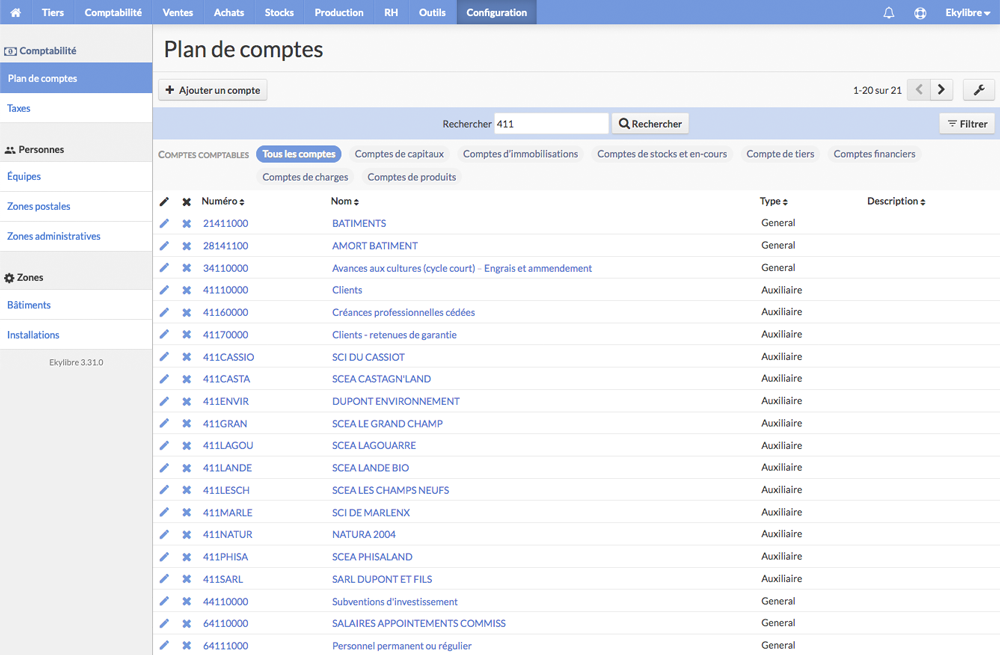 Tiers Comptabilité Ventes Achats Stocks Production RH Outils Configuration Ekylibre
Comptabilité
Plan de comptes
Taxes
Personnes
Équipes
Zones postales
Zones administratives
Zones
Bâtiments
Installations
Ekylibre 3.31.0
Plan de comptes
Ajouter un compte 1-20 sur 21
Rechercher 411 Rechercher Filtrer
COMPTES COMPTABLES Tous les comptes Comptes de capitaux Comptes d'immobilisations Comptes de stocks et en-cours Compte de tiers Comptes financiers
Comptes de charges Comptes de produits
Numéro Nom Type Description
21411000 BATIMENTS General
28141100 AMORT BATIMENT General
34110000 Avances aux cultures (cycle court) - Engrais et ammendement General
41110000 Clients Auxiliaire
41160000 Créances professionnelles cédées Auxiliaire
41170000 Clients - retenues de garantie Auxiliaire
411CASSIO SCI DU CASSIOT Auxiliaire
411CASTA SCEA CASTAGN'LAND Auxiliaire
411ENVIR DUPONT ENVIRONNEMENT Auxiliaire
411GRAN SCEA LE GRAND CHAMP Auxiliaire
411LAGOU SCEA LAGOUARRE Auxiliaire
411LANDE SCEA LANDE BIO Auxiliaire
411LESCH SCEA LES CHAMPS NEUFS Auxiliaire
411MARLE SCI DE MARLENX Auxiliaire
411NATUR NATURA 2004 Auxiliaire
411PHISA SCEA PHISALAND Auxiliaire
411SARL SARL DUPONT ET FILS Auxiliaire
44110000 Subventions d'investissement General
64110000 SALAIRES APPOINTEMENTS COMMISS General
64111000 Personnel permanent ou régulier General